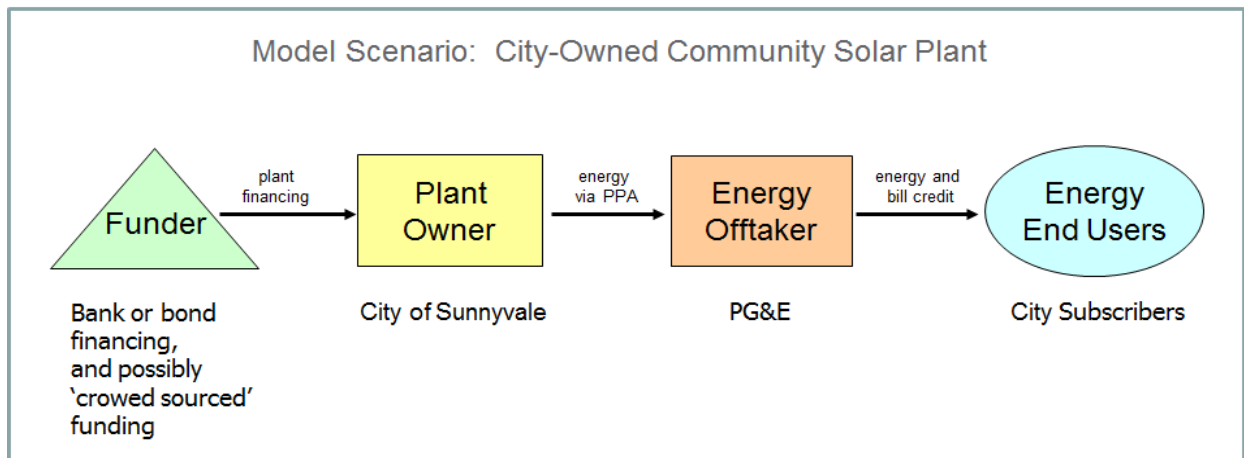 Model Scenario: City-Owned Community Solar Plant
Funder
plant
financing
Plant
Owner
energy
via PPA
Energy
Offtaker
energy and
bill credit
Energy
End Users
Bank or bond
financing,
and possibly
‘crowed sourced’
funding
City of Sunnyvale
PG&E
City Subscribers